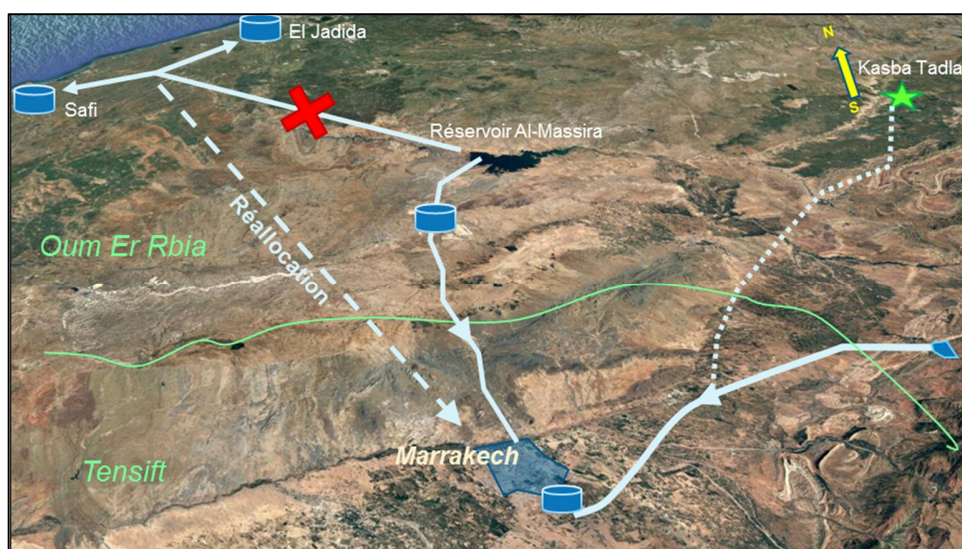 El Jadida
N
Kasba Tadla
Safi
S
Réservoir Al-Massira
Réallocation
Oum Er Rbia
Marrakech
Tensift